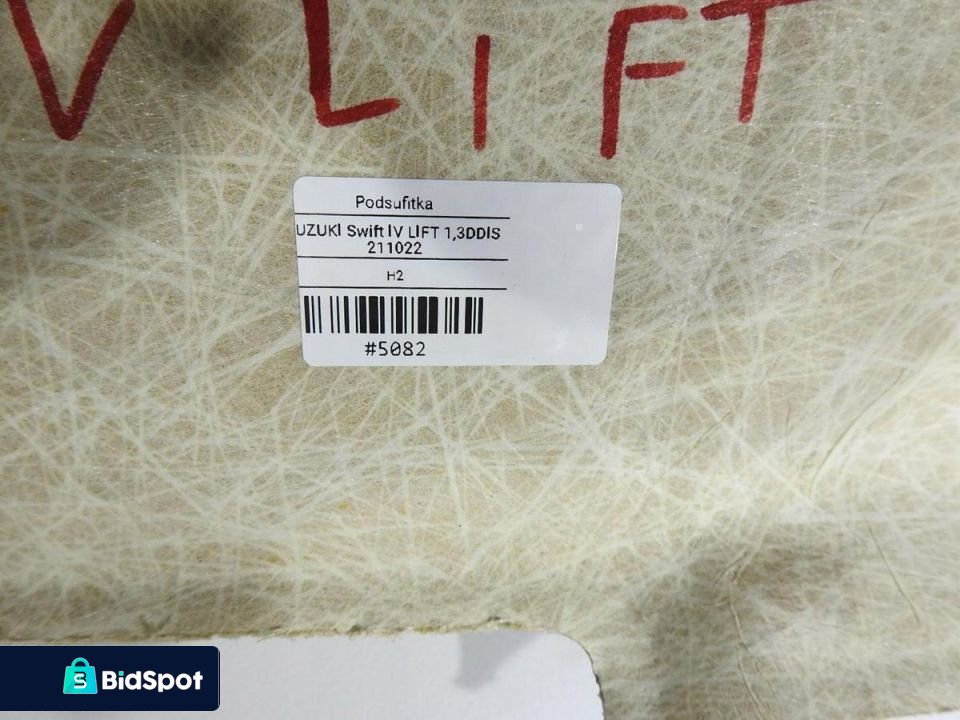 V LIFT
Podsufitka
UZUKI Swift IV LIFT 1,3DDIS
211022
H2
#5082
BidSpot